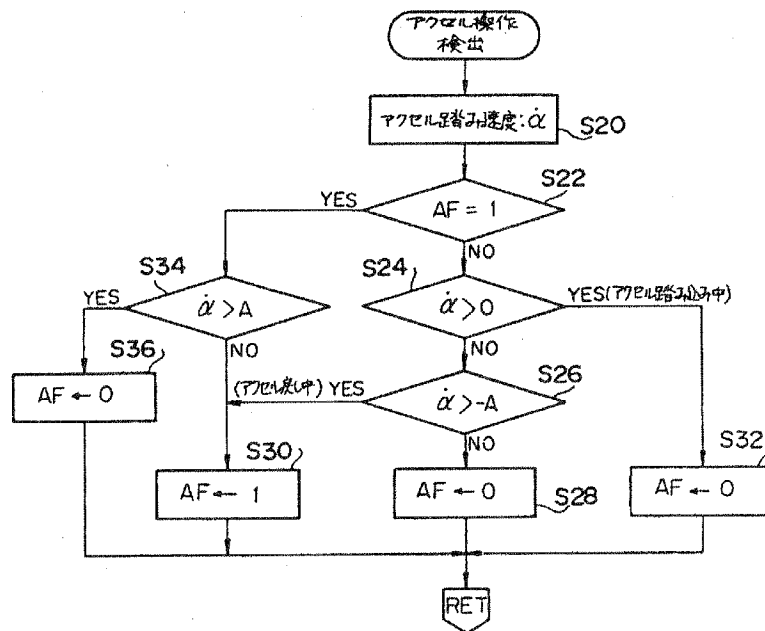 アクセル操作
検出
アクセル踏み速度:α̇
S20
S22
YES
AF = 1
NO
S34
S24
YES
α̇ > A
NO
α̇ > 0
YES(アクセル踏み込み中)
NO
S36
S26
AF ← 0
(アクセル戻し中) YES
α̇ > -A
NO
S30
S32
AF ← 1
AF ← 0
S28
AF ← 0
RET